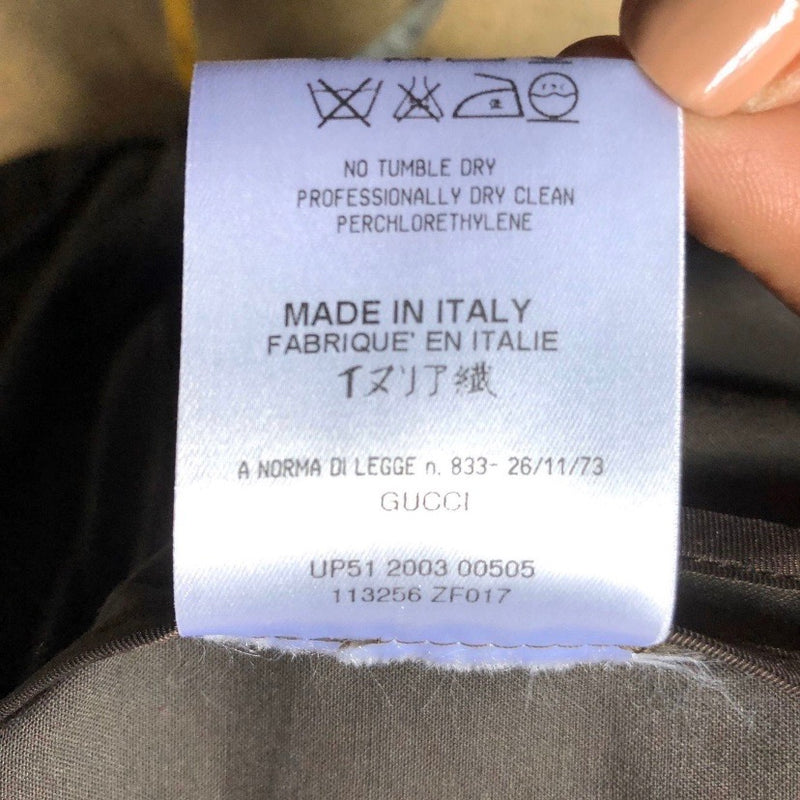 NO TUMBLE DRY
PROFESSIONALLY DRY CLEAN
PERCHLORETHYLENE
MADE IN ITALY
FABRIQUE' EN ITALIE
イヌリア繊
A NORMA DI LEGGE n. 833- 26/11/73
GUCCI
UP51 2003 00505
113256 ZF017